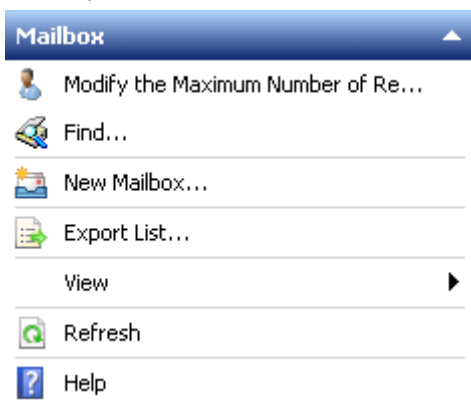 Mailbox
Modify the Maximum Number of Re...
Find...
New Mailbox...
Export List...
View
Refresh
Help